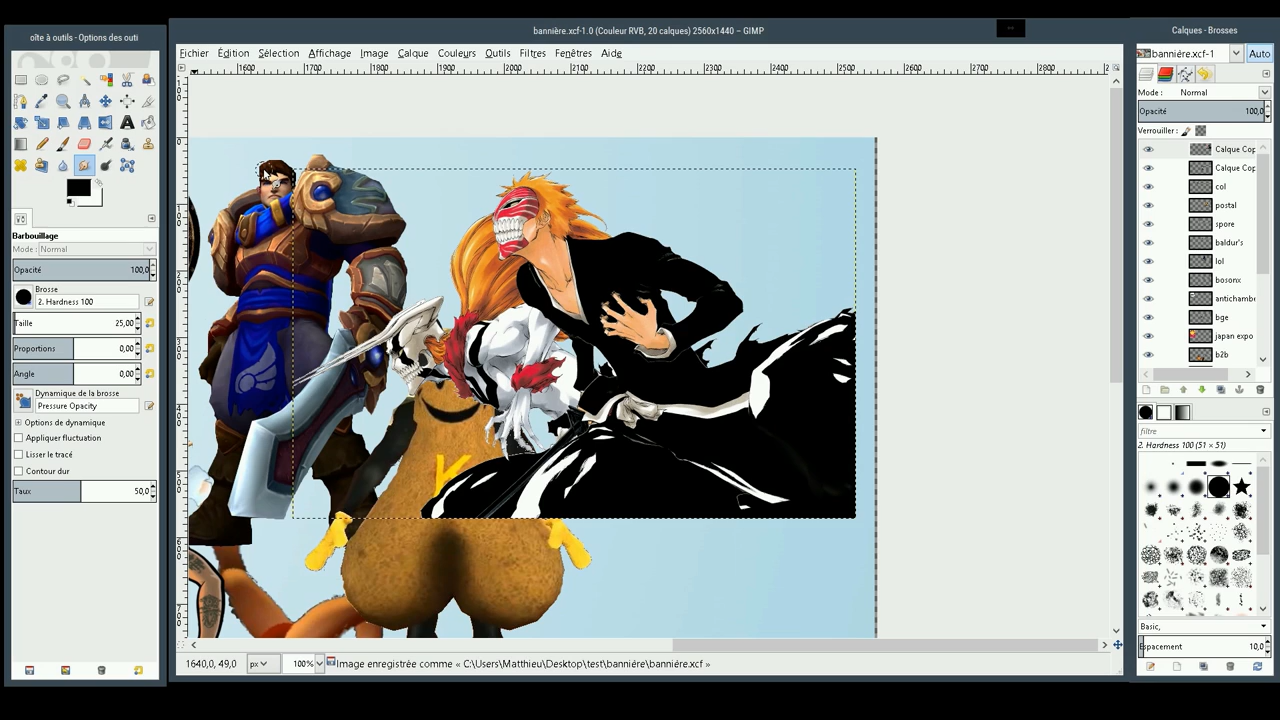 oîte à outils - Options des outi
bannière.xcf-1.0 (Couleur RVB, 20 calques) 2560x1440 – GIMP
Calques - Brosses
Fichier Édition Sélection Affichage Image Calque Couleurs Outils Filtres Fenêtres Aide
bannière.xcf-1 Auto
1600 1700 1800 1900 2000 2100 2200 2300 2400 2500 2600 2700 2800
Mode : Normal
Opacité 100,0
Verrouiller :
Calque Cop
Calque Cop
col
postal
spore
baldur's
lol
bosonx
antichambr
bge
japan expo
b2b
Barbouillage
Mode : Normal
Opacité 100,0
Brosse
2. Hardness 100
Taille 25,00
Proportions 0,00
Angle 0,00
Dynamique de la brosse
Pressure Opacity
Options de dynamique
Appliquer fluctuation
Lisser le tracé
Contour dur
Taux 50,0
filtre
2. Hardness 100 (51 × 51)
Basic,
Espacement 10,0
1640,0, 49,0 px 100% Image enregistrée comme « C:\Users\Matthieu\Desktop\test\bannière\bannière.xcf »